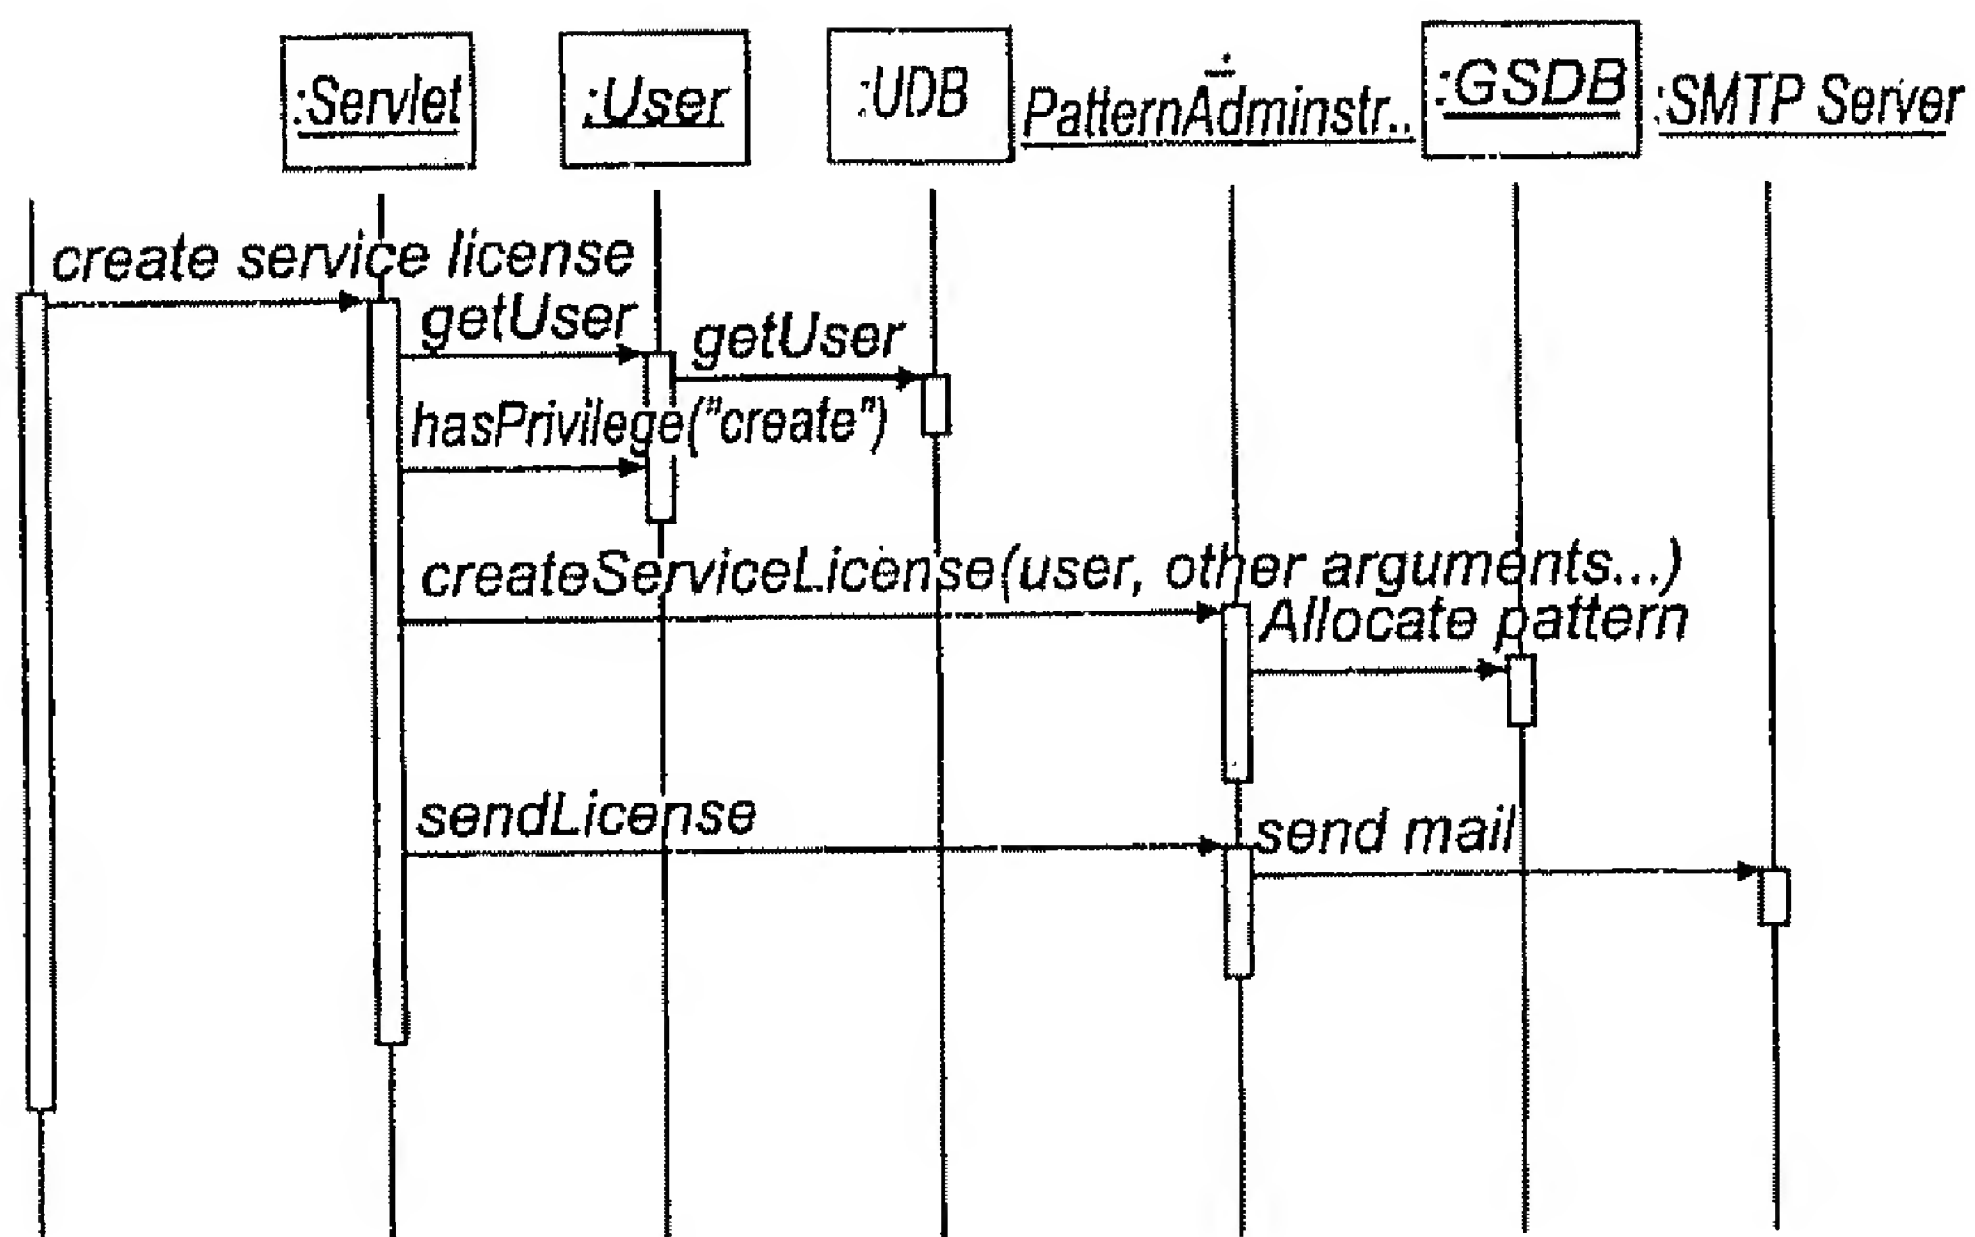 :Servlet
:User
:UDB
:
PatternAdminstr..
:GSDB
:SMTP Server
create service license
getUser
getUser
hasPrivilege("create")
createServiceLicense(user, other arguments...)
Allocate pattern
sendLicense
send mail